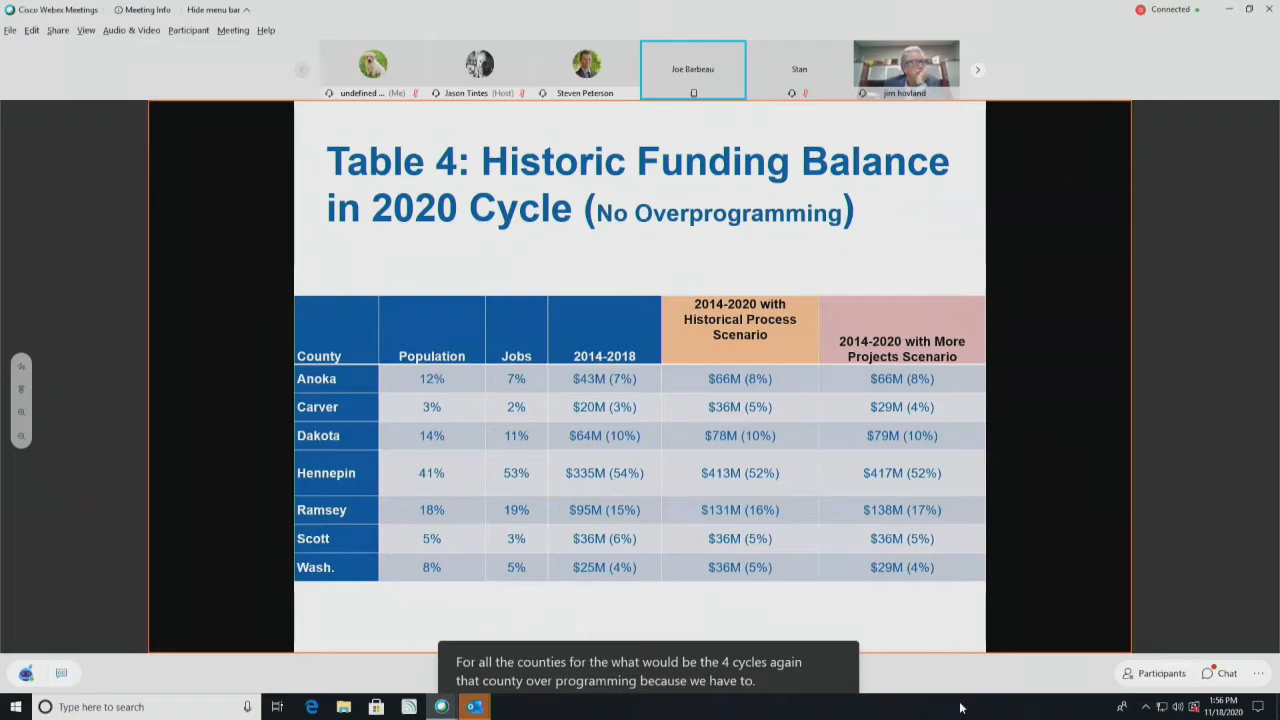 Cisco Webex Meetings Meeting Info Hide menu bar Connected
File Edit Share View Audio & Video Participant Meeting Help
Joe Barbeau Stan
undefined ... (Me) Jason Tintes (Host) Steven Peterson jim hovland
Table 4: Historic Funding Balance
in 2020 Cycle (No Overprogramming)
2014-2020 with
Historical Process
Scenario
2014-2020 with More
Projects Scenario
County Population Jobs 2014-2018
Anoka 12% 7% $43M (7%) $66M (8%) $66M (8%)
Carver 3% 2% $20M (3%) $36M (5%) $29M (4%)
Dakota 14% 11% $64M (10%) $78M (10%) $79M (10%)
Hennepin 41% 53% $335M (54%) $413M (52%) $417M (52%)
Ramsey 18% 19% $95M (15%) $131M (16%) $138M (17%)
Scott 5% 3% $36M (6%) $36M (5%) $36M (5%)
Wash. 8% 5% $25M (4%) $36M (5%) $29M (4%)
For all the counties for the what would be the 4 cycles again
that county over programming because we have to.
Participants Chat ...
Type here to search
1:56 PM
11/18/2020